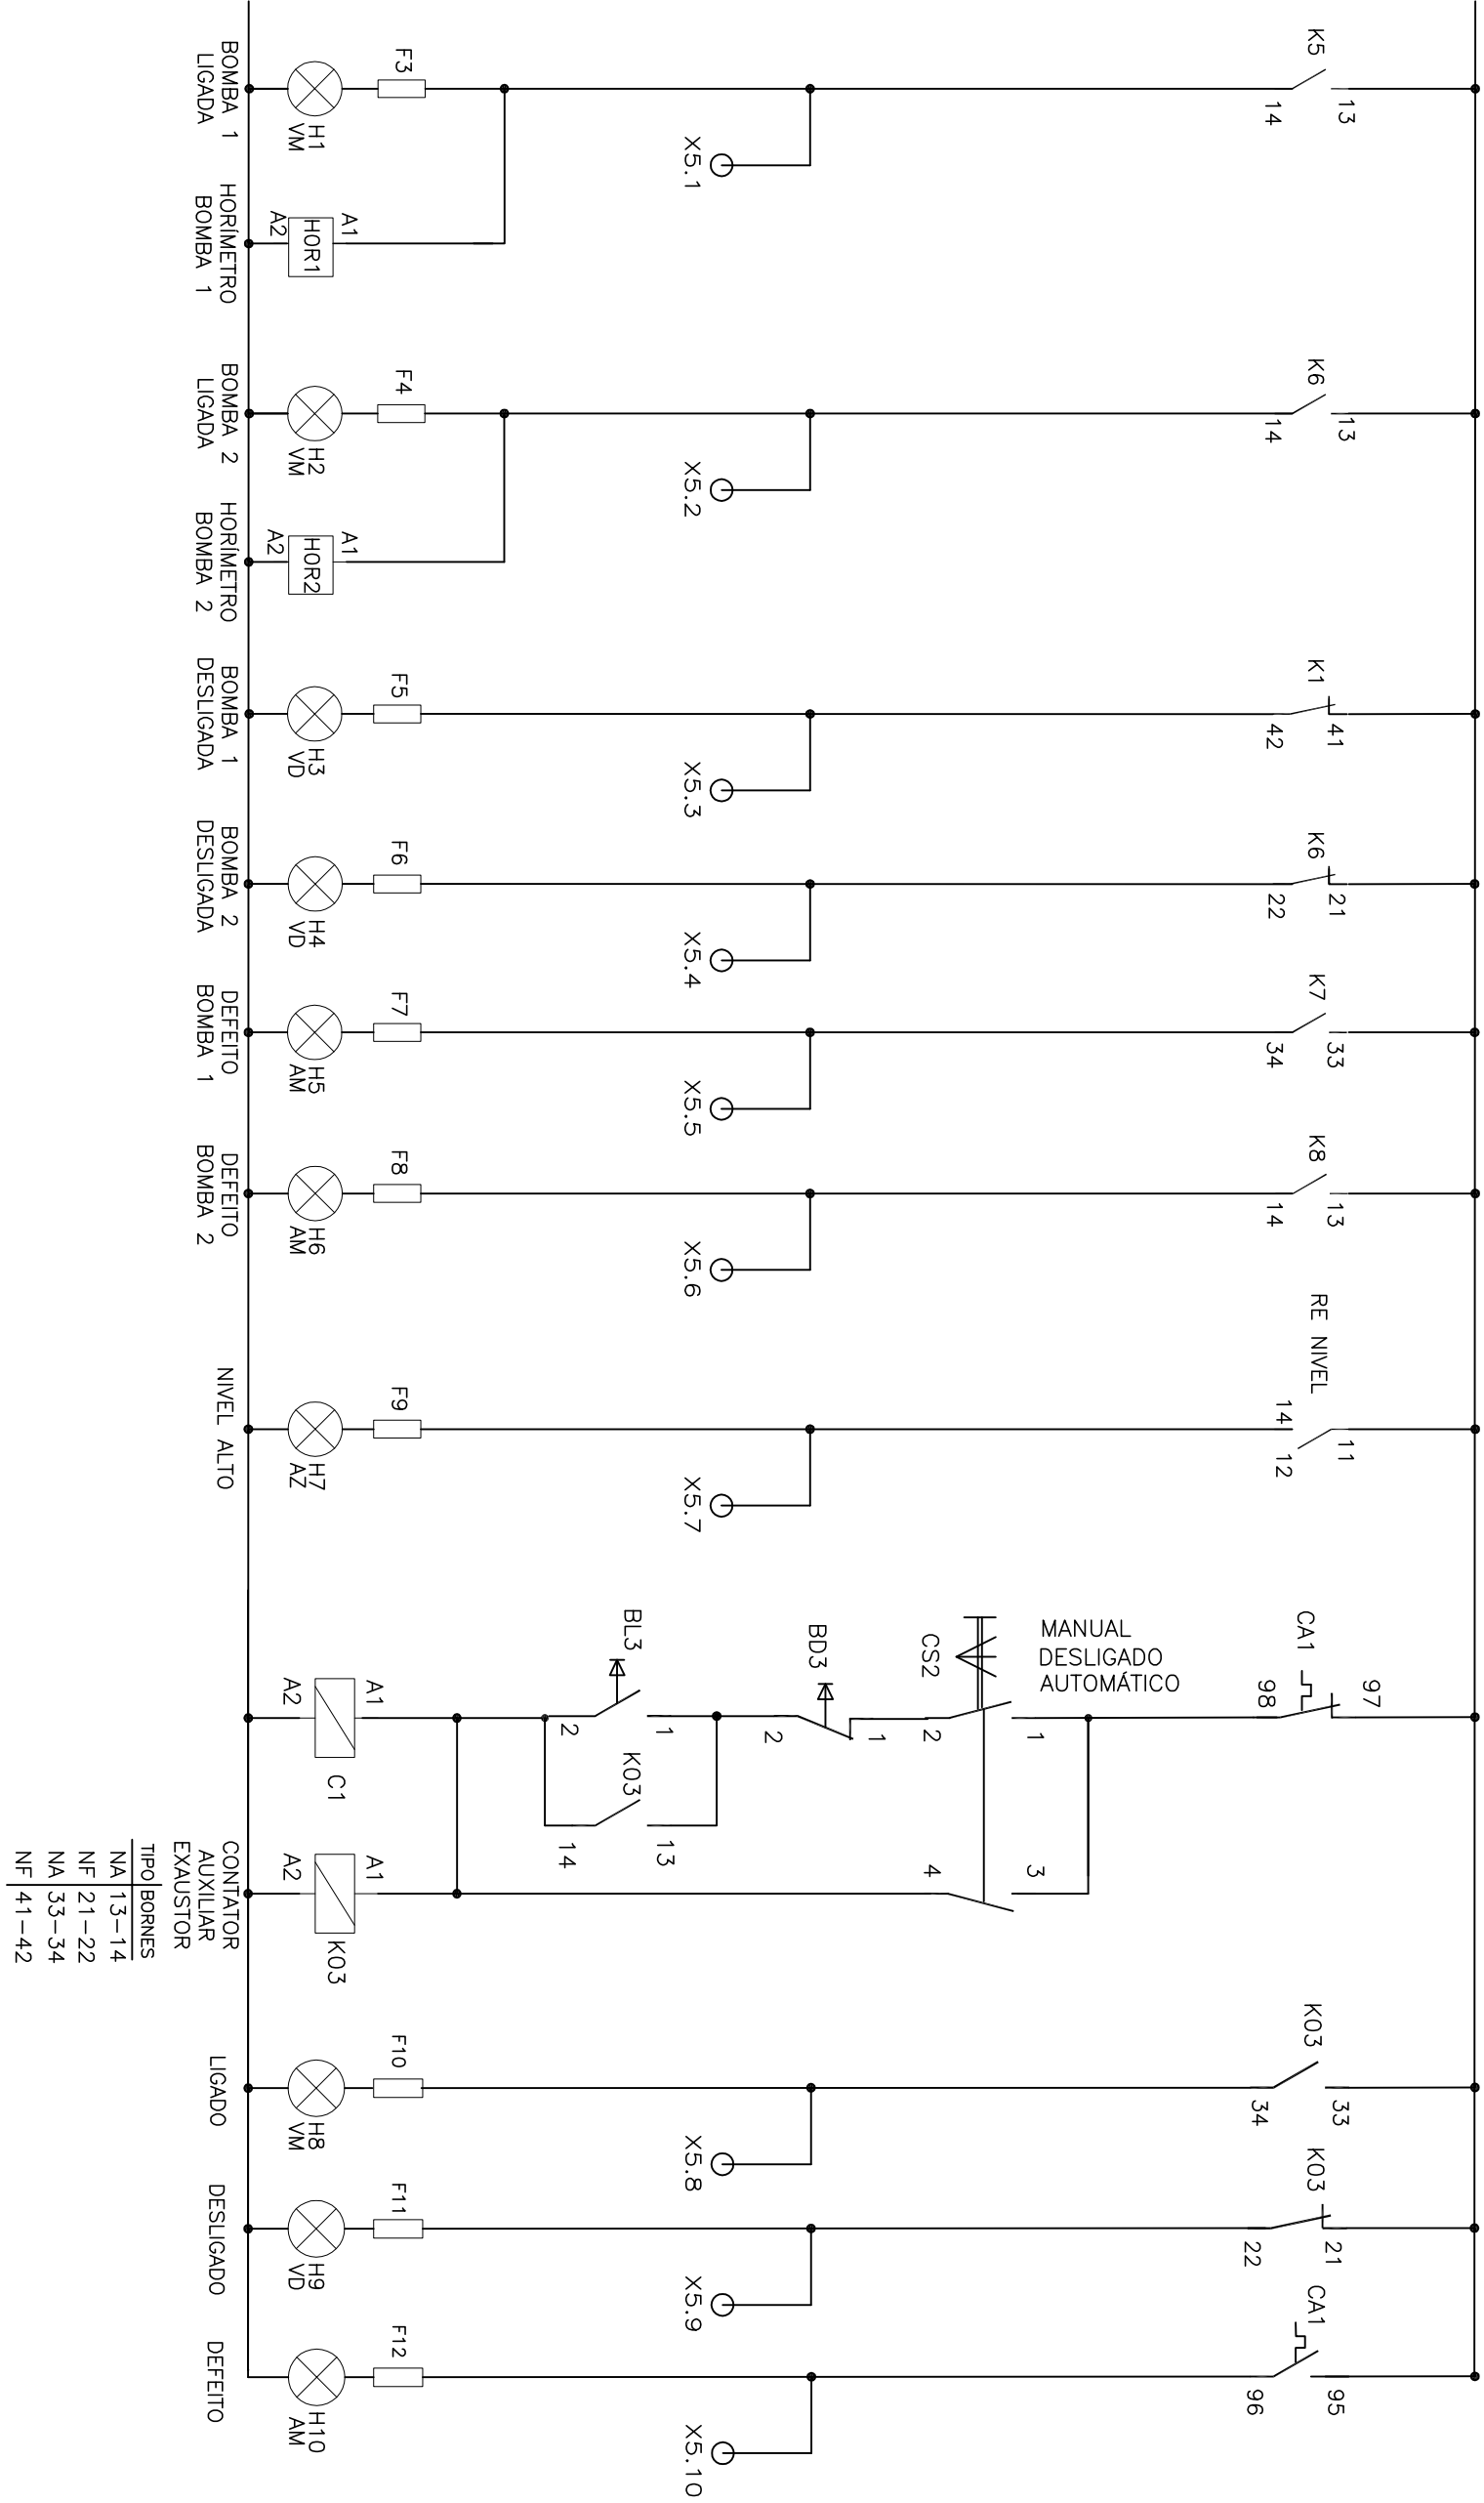 K5
13
14
X5.1
F3
H1
VM
BOMBA 1
LIGADA
A1
HOR1
A2
HORÍMETRO
BOMBA 1
K6
13
14
X5.2
F4
H2
VM
BOMBA 2
LIGADA
A1
HOR2
A2
HORÍMETRO
BOMBA 2
K1
41
42
X5.3
F5
H3
VD
BOMBA 1
DESLIGADA
K6
21
22
X5.4
F6
H4
VD
BOMBA 2
DESLIGADA
K7
33
34
X5.5
F7
H5
AM
DEFEITO
BOMBA 1
K8
13
14
X5.6
F8
H6
AM
DEFEITO
BOMBA 2
RE NIVEL
11
14
12
X5.7
F9
H7
AZ
NIVEL ALTO
CA1
97
98
MANUAL
DESLIGADO
AUTOMÁTICO
CS2
1
2
3
4
BD3
1
2
BL3
1
2
K03
13
14
A1
A2
C1
A1
A2
K03
CONTATOR
AUXILIAR
EXAUSTOR
TIPO BORNES
NA 13-14
NF 21-22
NA 33-34
NF 41-42
K03
33
34
X5.8
F10
H8
VM
LIGADO
K03
21
22
X5.9
F11
H9
VD
DESLIGADO
CA1
95
96
X5.10
F12
H10
AM
DEFEITO